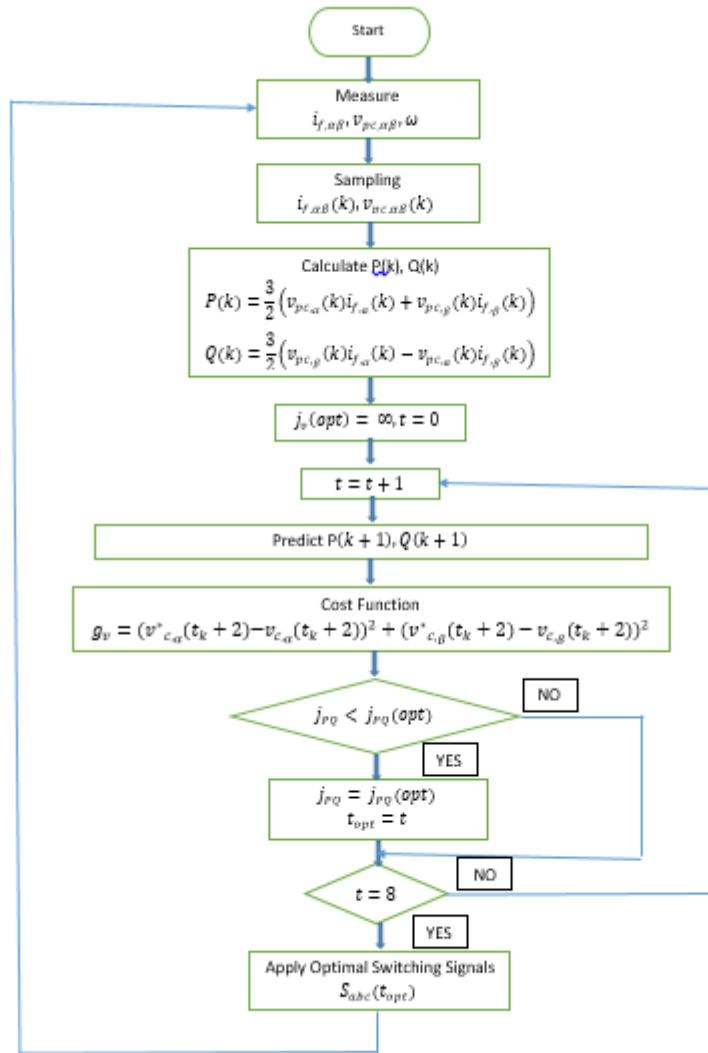 Start
Measure
i_{f,αβ}, v_{pc,αβ}, ω
Sampling
i_{f,αβ}(k), v_{pc,αβ}(k)
Calculate P(k), Q(k)
P(k) = 3/2 (v_{pc,α}(k)i_{f,α}(k) + v_{pc,β}(k)i_{f,β}(k))
Q(k) = 3/2 (v_{pc,β}(k)i_{f,α}(k) − v_{pc,α}(k)i_{f,β}(k))
j_v(opt) = ∞, t = 0
t = t + 1
Predict P(k + 1), Q(k + 1)
Cost Function
g_v = (v*_{c,α}(t_k + 2)−v_{c,α}(t_k + 2))² + (v*_{c,β}(t_k + 2) − v_{c,β}(t_k + 2))²
NO
j_{PQ} < j_{PQ}(opt)
YES
j_{PQ} = j_{PQ}(opt)
t_{opt} = t
NO
t = 8
YES
Apply Optimal Switching Signals
S_{abc}(t_{opt})